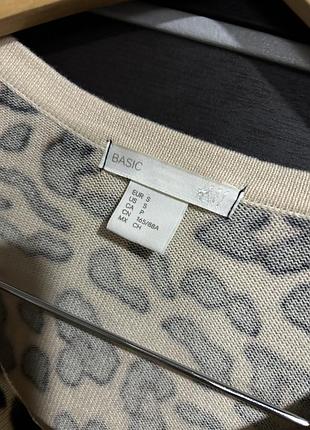 BASIC
EUR S
US S
CA P
CN 165/88A
MX CH